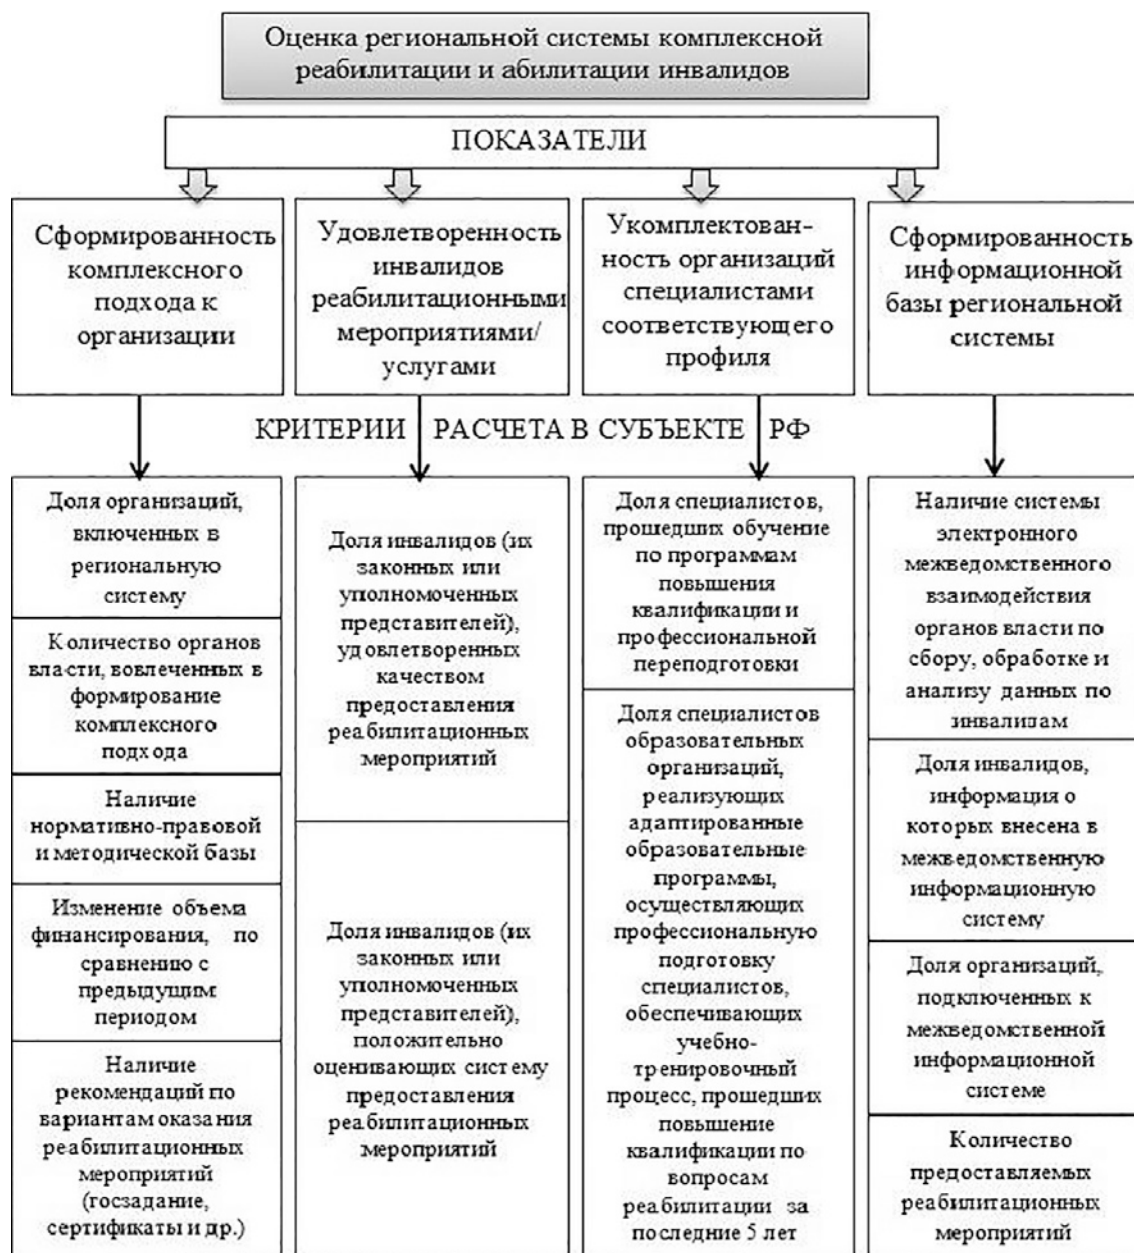 Оценка региональной системы комплексной
реабилитации и абилитации инвалидов
ПОКАЗАТЕЛИ
Сформированность
комплексного
подхода к
организации
Удовлетворенность
инвалидов
реабилитационными
мероприятиями/
услугами
Укомплектован-
ность организаций
специалистами
соответствующего
профиля
Сформированность
информационной
базы региональной
системы
КРИТЕРИИ РАСЧЕТА В СУБЪЕКТЕ РФ
Доля организаций,
включенных в
региональную
систему
Количество органов
власти, вовлеченных в
формирование
комплексного
подхода
Наличие
нормативно-правовой
и методической базы
Изменение объема
финансирования, по
сравнению с
предыдущим
периодом
Наличие
рекомендаций по
вариантам оказания
реабилитационных
мероприятий
(госзадание,
сертификаты и др.)
Доля инвалидов (их
законных или
уполномоченных
представителей),
удовлетворенных
качеством
предоставления
реабилитационных
мероприятий
Доля инвалидов (их
законных или
уполномоченных
представителей),
положительно
оценивающих систему
предоставления
реабилитационных
мероприятий
Доля специалистов,
прошедших обучение
по программам
повышения
квалификации и
профессиональной
переподготовки
Доля специалистов
образовательных
организаций,
реализующих
адаптированные
образовательные
программы,
осуществляющих
профессиональную
подготовку
специалистов,
обеспечивающих
учебно-
тренировочный
процесс, прошедших
повышение
квалификации по
вопросам
реабилитации за
последние 5 лет
Наличие системы
электронного
межведомственного
взаимодействия
органов власти по
сбору, обработке и
анализу данных по
инвалидам
Доля инвалидов,
информация о
которых внесена в
межведомственную
информационную
систему
Доля организаций,
подключенных к
межведомственной
информационной
системе
Количество
предоставляемых
реабилитационных
мероприятий